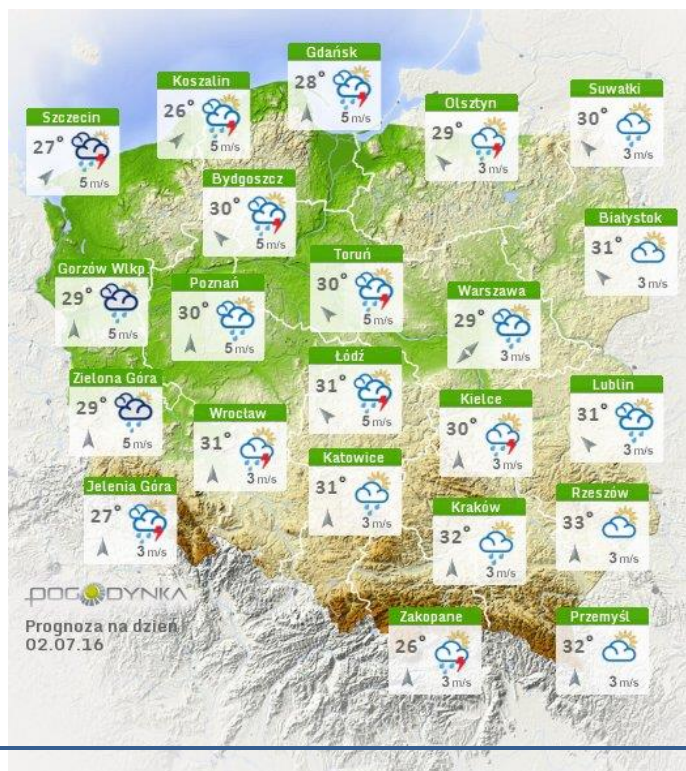 Gdańsk
28°
5 m/s
Koszalin
26°
5 m/s
Suwałki
30°
3 m/s
Olsztyn
29°
3 m/s
Szczecin
27°
5 m/s
Bydgoszcz
30°
5 m/s
Białystok
31°
3 m/s
Toruń
30°
5 m/s
Gorzów Wlkp.
29°
5 m/s
Poznań
30°
5 m/s
Warszawa
29°
3 m/s
Łódź
31°
5 m/s
Zielona Góra
29°
5 m/s
Lublin
31°
3 m/s
Kielce
30°
3 m/s
Wrocław
31°
3 m/s
Katowice
31°
3 m/s
Jelenia Góra
27°
3 m/s
Rzeszów
33°
3 m/s
Kraków
32°
3 m/s
POGODYNKA
Prognoza na dzień
02.07.16
Zakopane
26°
3 m/s
Przemyśl
32°
3 m/s